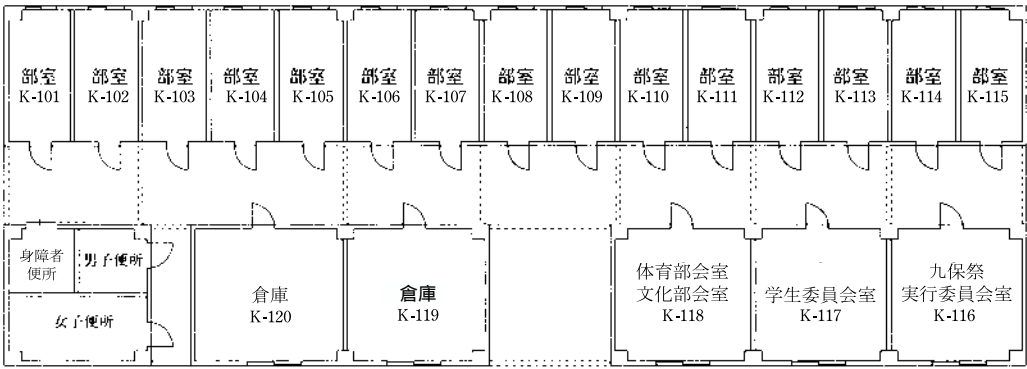 部室
K-101
部室
K-102
部室
K-103
部室
K-104
部室
K-105
部室
K-106
部室
K-107
部室
K-108
部室
K-109
部室
K-110
部室
K-111
部室
K-112
部室
K-113
部室
K-114
部室
K-115
身障者
便所
男子便所
女子便所
倉庫
K-120
倉庫
K-119
体育部会室
文化部会室
K-118
学生委員会室
K-117
九保祭
実行委員会室
K-116